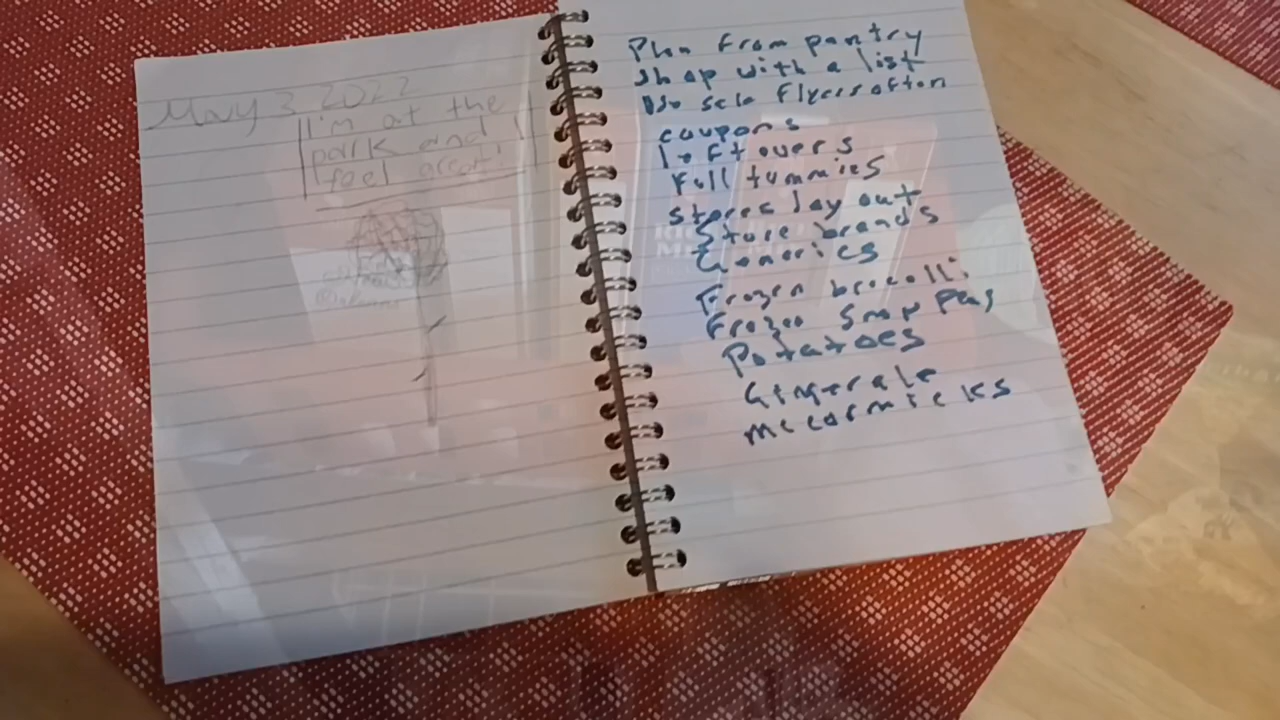 May 3 2022
I'm at the
park and
feel great!
Plan From pantry
Shop with a list
Use sale Flyers often
coupons
leftovers
Full tummies
stores lay out
Store brands
Generics
Frozen brocolli
Frozen Snap Peas
Potatoes
Gingerale
mccormicks